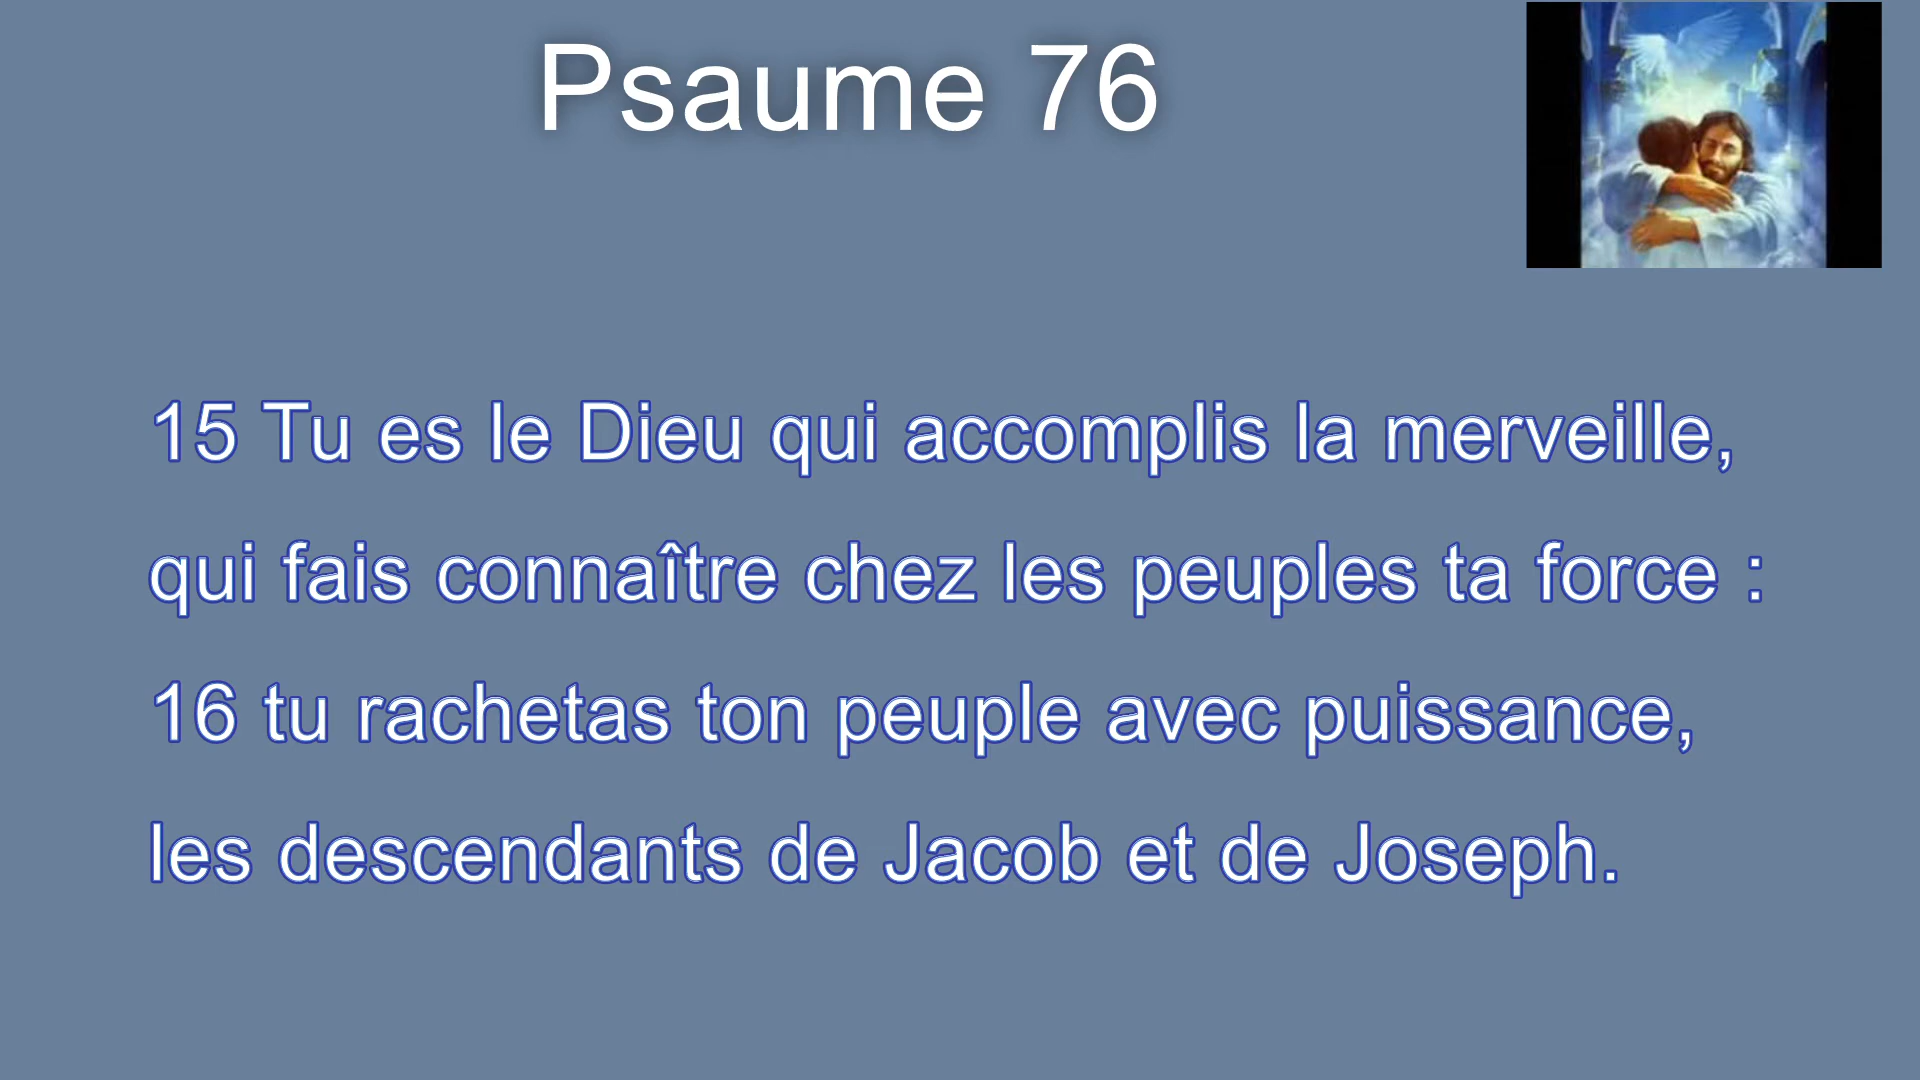 Psaume 76
15 Tu es le Dieu qui accomplis la merveille,
qui fais connaître chez les peuples ta force :
16 tu rachetas ton peuple avec puissance,
les descendants de Jacob et de Joseph.